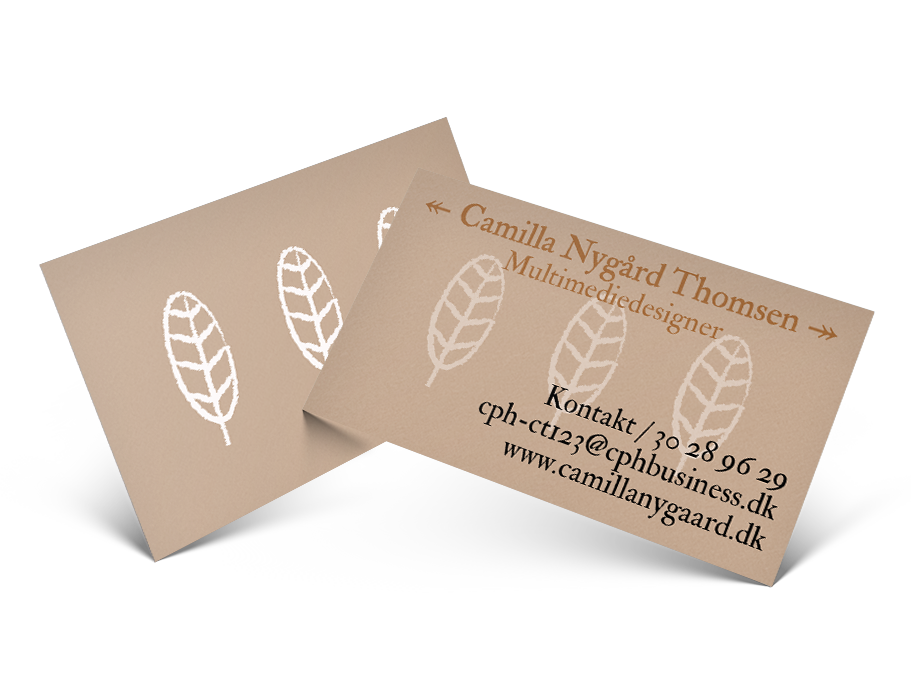 ↞ Camilla Nygård Thomsen ↠
Multimediedesigner
Kontakt / 30 28 96 29
cph-ct123@cphbusiness.dk
www.camillanygaard.dk